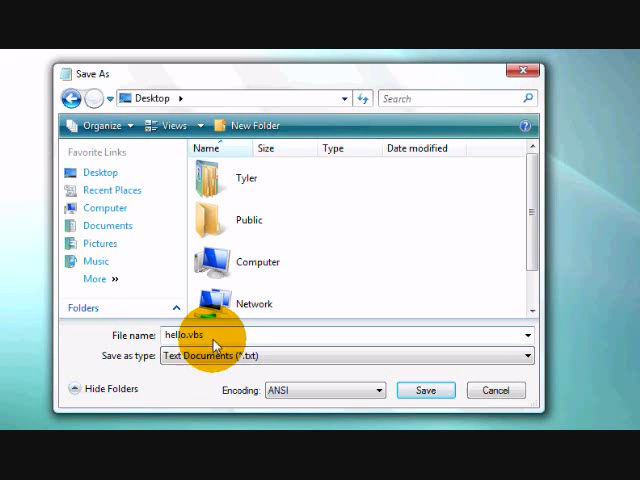 Save As
Desktop
Search
Organize Views New Folder
Favorite Links
Desktop
Recent Places
Computer
Documents
Pictures
Music
More »
Folders
Name Size Type Date modified
Tyler
Public
Computer
Network
File name: hello.vbs
Save as type: Text Documents (*.txt)
Hide Folders
Encoding: ANSI
Save
Cancel